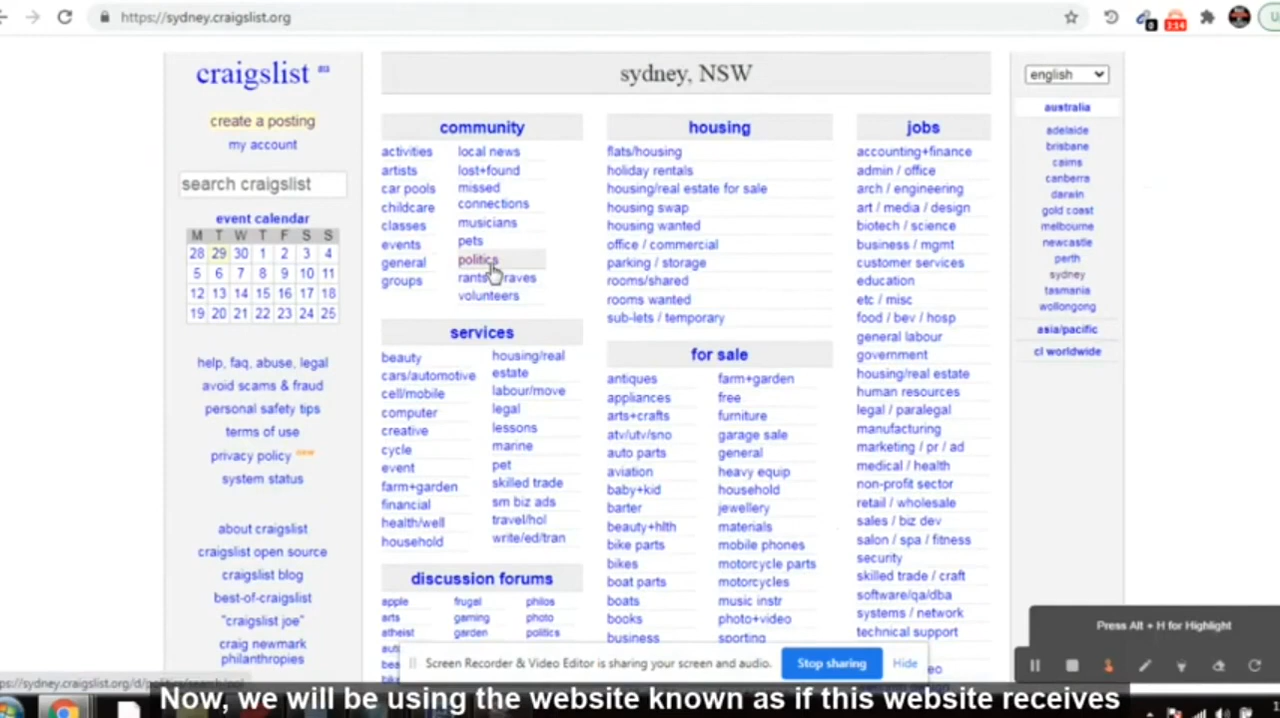 https://sydney.craigslist.org
0
3:14
craigslist
create a posting
my account
search craigslist
event calendar
M T W T F S S
28 29 30 1 2 3 4
5 6 7 8 9 10 11
12 13 14 15 16 17 18
19 20 21 22 23 24 25
help, faq, abuse, legal
avoid scams & fraud
personal safety tips
terms of use
privacy policy new
system status
about craigslist
craigslist open source
craigslist blog
best-of-craigslist
"craigslist joe"
craig newmark
philanthropies
sydney, NSW
community
activities
artists
car pools
childcare
classes
events
general
groups
local news
lost+found
missed
connections
musicians
pets
politics
volunteers
services
beauty
cars/automotive
cell/mobile
computer
creative
cycle
event
farm+garden
financial
health/well
household
housing/real
estate
labour/move
legal
lessons
marine
pet
skilled trade
sm biz ads
travel/hol
write/ed/tran
discussion forums
apple
arts
atheist
frugal
gaming
garden
philos
photo
politics
housing
flats/housing
holiday rentals
housing/real estate for sale
housing swap
housing wanted
office / commercial
parking / storage
rooms/shared
rooms wanted
sub-lets / temporary
for sale
antiques
appliances
arts+crafts
atv/utv/sno
auto parts
aviation
baby+kid
barter
beauty+hlth
bike parts
bikes
boat parts
boats
books
business
farm+garden
free
furniture
garage sale
general
heavy equip
household
jewellery
materials
mobile phones
motorcycle parts
motorcycles
music instr
photo+video
sporting
jobs
accounting+finance
admin / office
arch / engineering
art / media / design
biotech / science
business / mgmt
customer services
education
etc / misc
food / bev / hosp
general labour
government
housing/real estate
human resources
legal / paralegal
manufacturing
marketing / pr / ad
medical / health
non-profit sector
retail / wholesale
sales / biz dev
salon / spa / fitness
security
skilled trade / craft
software/qa/dba
systems / network
technical support
english
australia
adelaide
brisbane
cairns
canberra
darwin
gold coast
melbourne
newcastle
perth
sydney
tasmania
wollongong
asia/pacific
cl worldwide
Press Alt + H for Highlight
Screen Recorder & Video Editor is sharing your screen and audio.
Stop sharing
Hide
Now, we will be using the website known as if this website receives